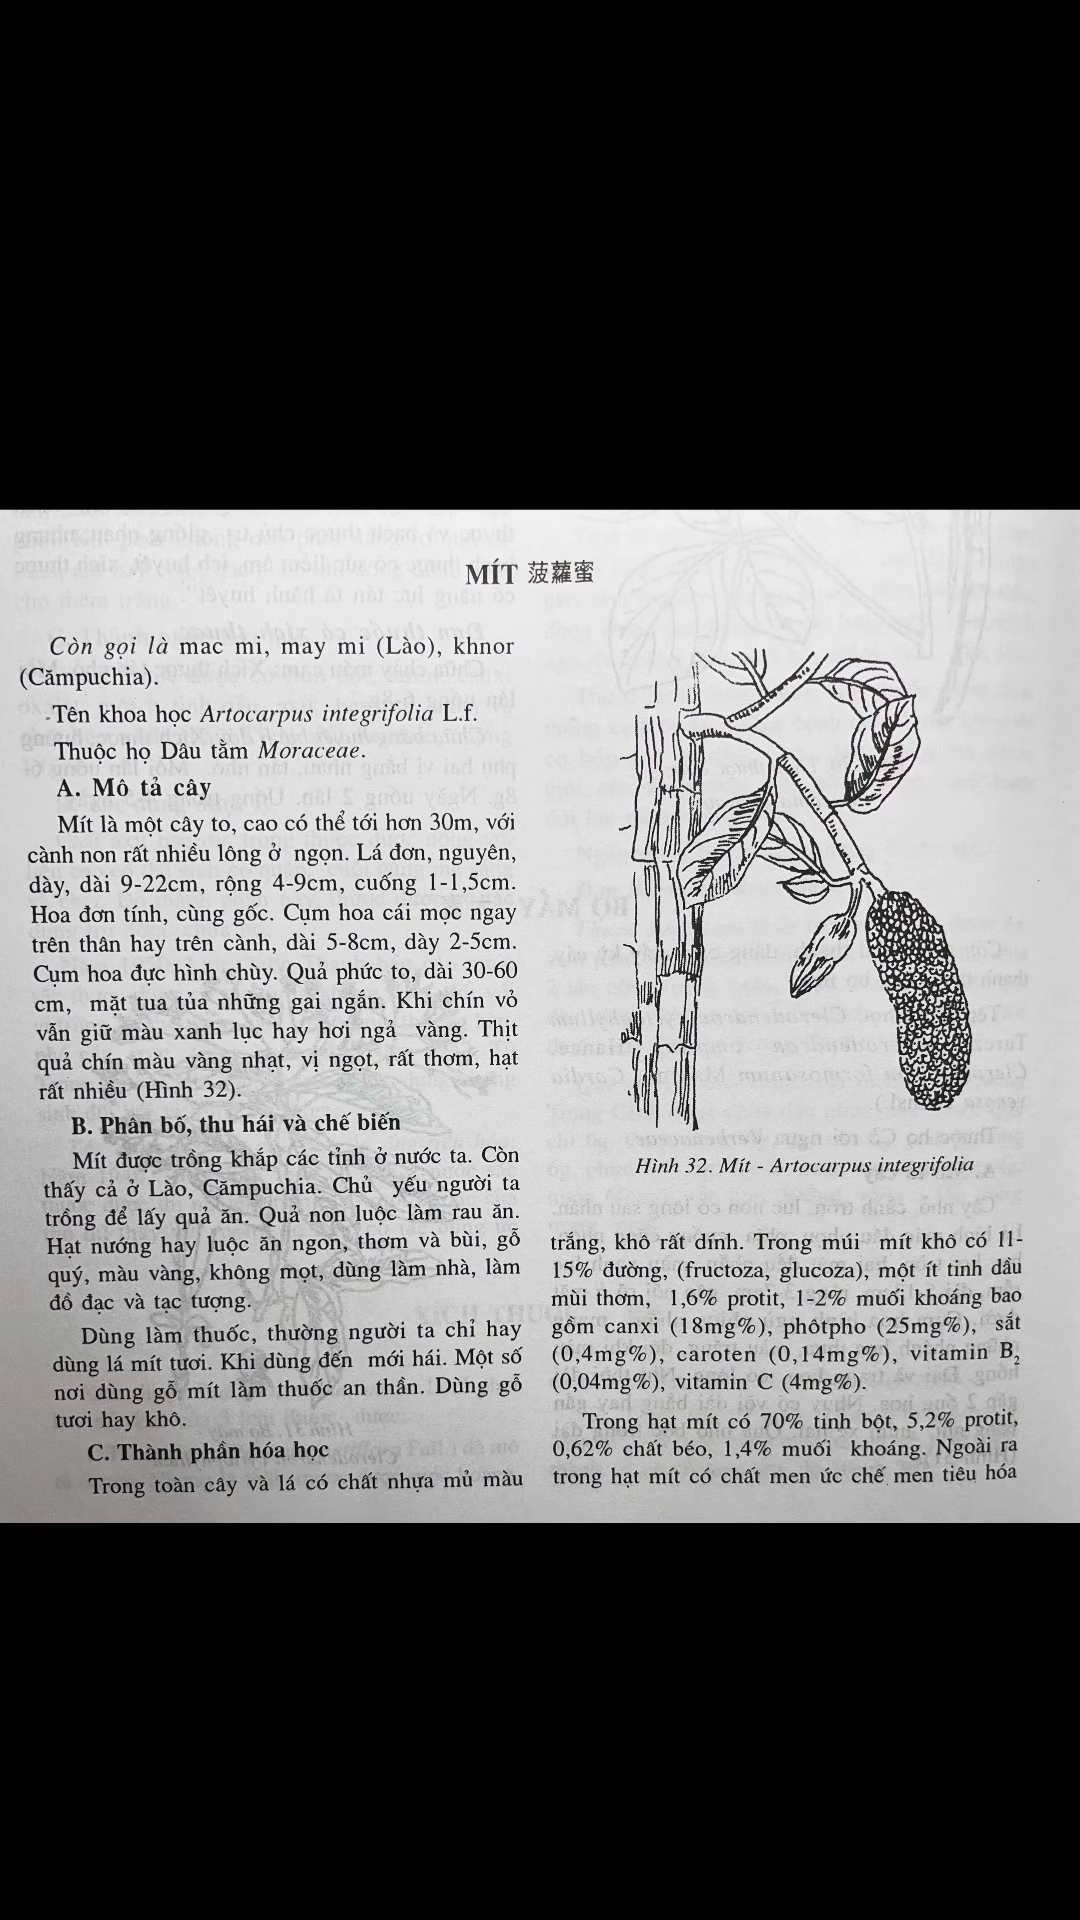 MÍT 菠蘿蜜
Còn gọi là mac mi, may mi (Lào), khnor
(Cămpuchia).
Tên khoa học Artocarpus integrifolia L.f.
Thuộc họ Dâu tằm Moraceae.
A. Mô tả cây
Mít là một cây to, cao có thể tới hơn 30m, với
cành non rất nhiều lông ở ngọn. Lá đơn, nguyên,
dày, dài 9-22cm, rộng 4-9cm, cuống 1-1,5cm.
Hoa đơn tính, cùng gốc. Cụm hoa cái mọc ngay
trên thân hay trên cành, dài 5-8cm, dày 2-5cm.
Cụm hoa đực hình chùy. Quả phức to, dài 30-60
cm, mặt tua tủa những gai ngắn. Khi chín vỏ
vẫn giữ màu xanh lục hay hơi ngả vàng. Thịt
quả chín màu vàng nhạt, vị ngọt, rất thơm, hạt
rất nhiều (Hình 32).
B. Phân bố, thu hái và chế biến
Mít được trồng khắp các tỉnh ở nước ta. Còn
thấy cả ở Lào, Cămpuchia. Chủ yếu người ta
trồng để lấy quả ăn. Quả non luộc làm rau ăn.
Hạt nướng hay luộc ăn ngon, thơm và bùi, gỗ
quý, màu vàng, không mọt, dùng làm nhà, làm
đồ đạc và tạc tượng.
Dùng làm thuốc, thường người ta chỉ hay
dùng lá mít tươi. Khi dùng đến mới hái. Một số
nơi dùng gỗ mít làm thuốc an thần. Dùng gỗ
tươi hay khô.
C. Thành phần hóa học
Trong toàn cây và lá có chất nhựa mủ màu
Hình 32. Mít - Artocarpus integrifolia
trắng, khô rất dính. Trong múi mít khô có 11-
15% đường, (fructoza, glucoza), một ít tinh dầu
mùi thơm, 1,6% protit, 1-2% muối khoáng bao
gồm canxi (18mg%), phôtpho (25mg%), sắt
(0,4mg%), caroten (0,14mg%), vitamin B₂
(0,04mg%), vitamin C (4mg%).
Trong hạt mít có 70% tinh bột, 5,2% protit,
0,62% chất béo, 1,4% muối khoáng. Ngoài ra
trong hạt mít có chất men ức chế men tiêu hóa